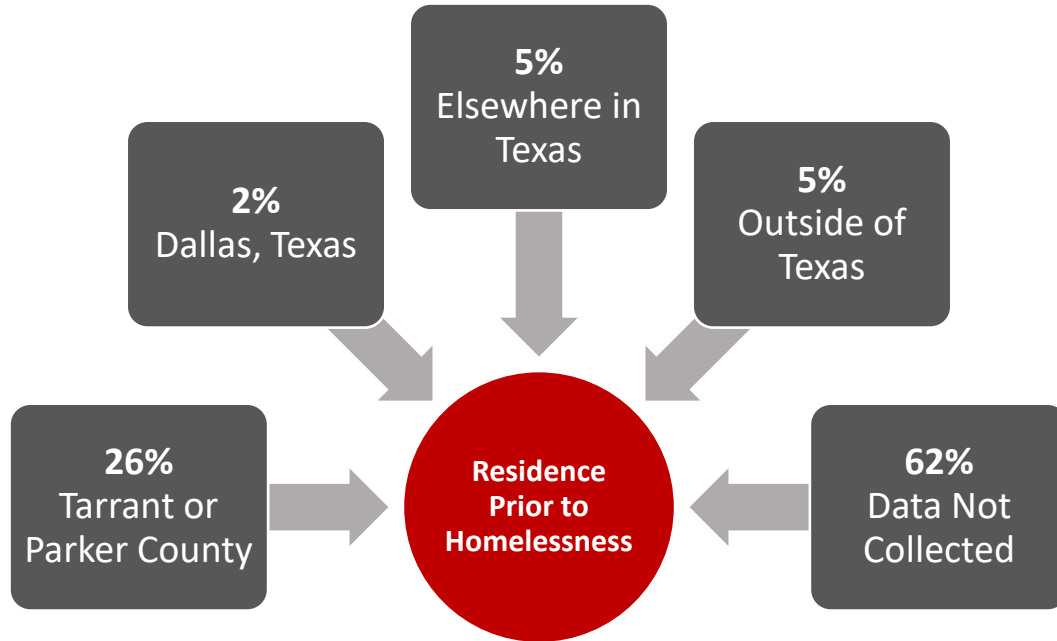 5%
Elsewhere in
Texas
2%
Dallas, Texas
5%
Outside of
Texas
26%
Tarrant or
Parker County
Residence
Prior to
Homelessness
62%
Data Not
Collected